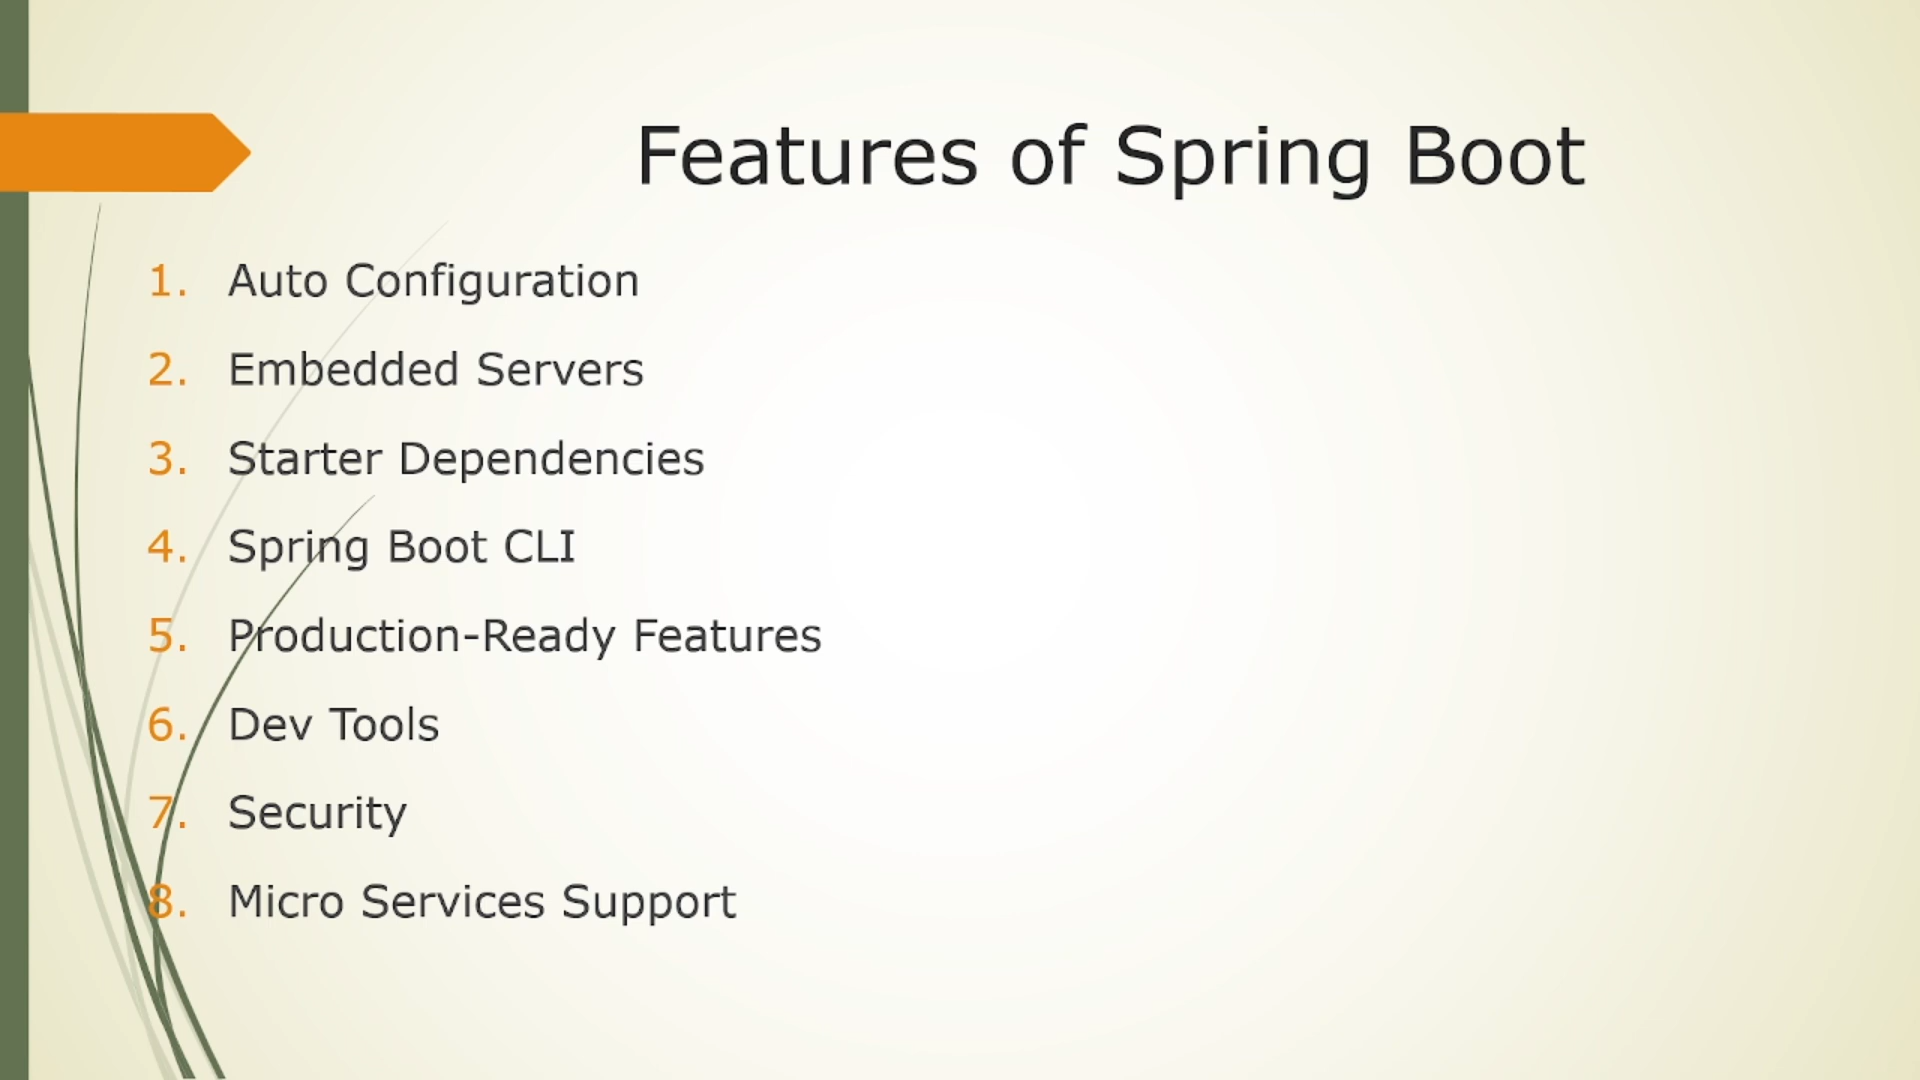 Features of Spring Boot
1. Auto Configuration
2. Embedded Servers
3. Starter Dependencies
4. Spring Boot CLI
5. Production-Ready Features
6. Dev Tools
7. Security
8. Micro Services Support